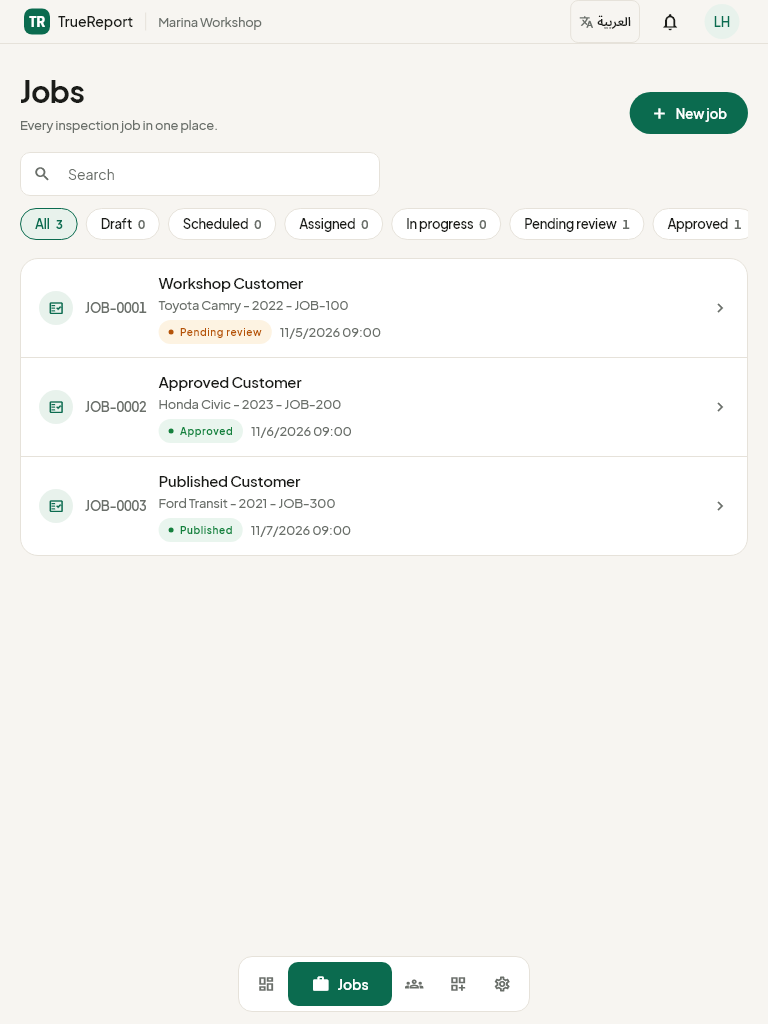 TR TrueReport Marina Workshop العربية LH
Jobs
Every inspection job in one place.
New job
Search
All 3 Draft 0 Scheduled 0 Assigned 0 In progress 0 Pending review 1 Approved 1
Workshop Customer
JOB-0001 Toyota Camry - 2022 - JOB-100
Pending review 11/5/2026 09:00
Approved Customer
JOB-0002 Honda Civic - 2023 - JOB-200
Approved 11/6/2026 09:00
Published Customer
JOB-0003 Ford Transit - 2021 - JOB-300
Published 11/7/2026 09:00
Jobs